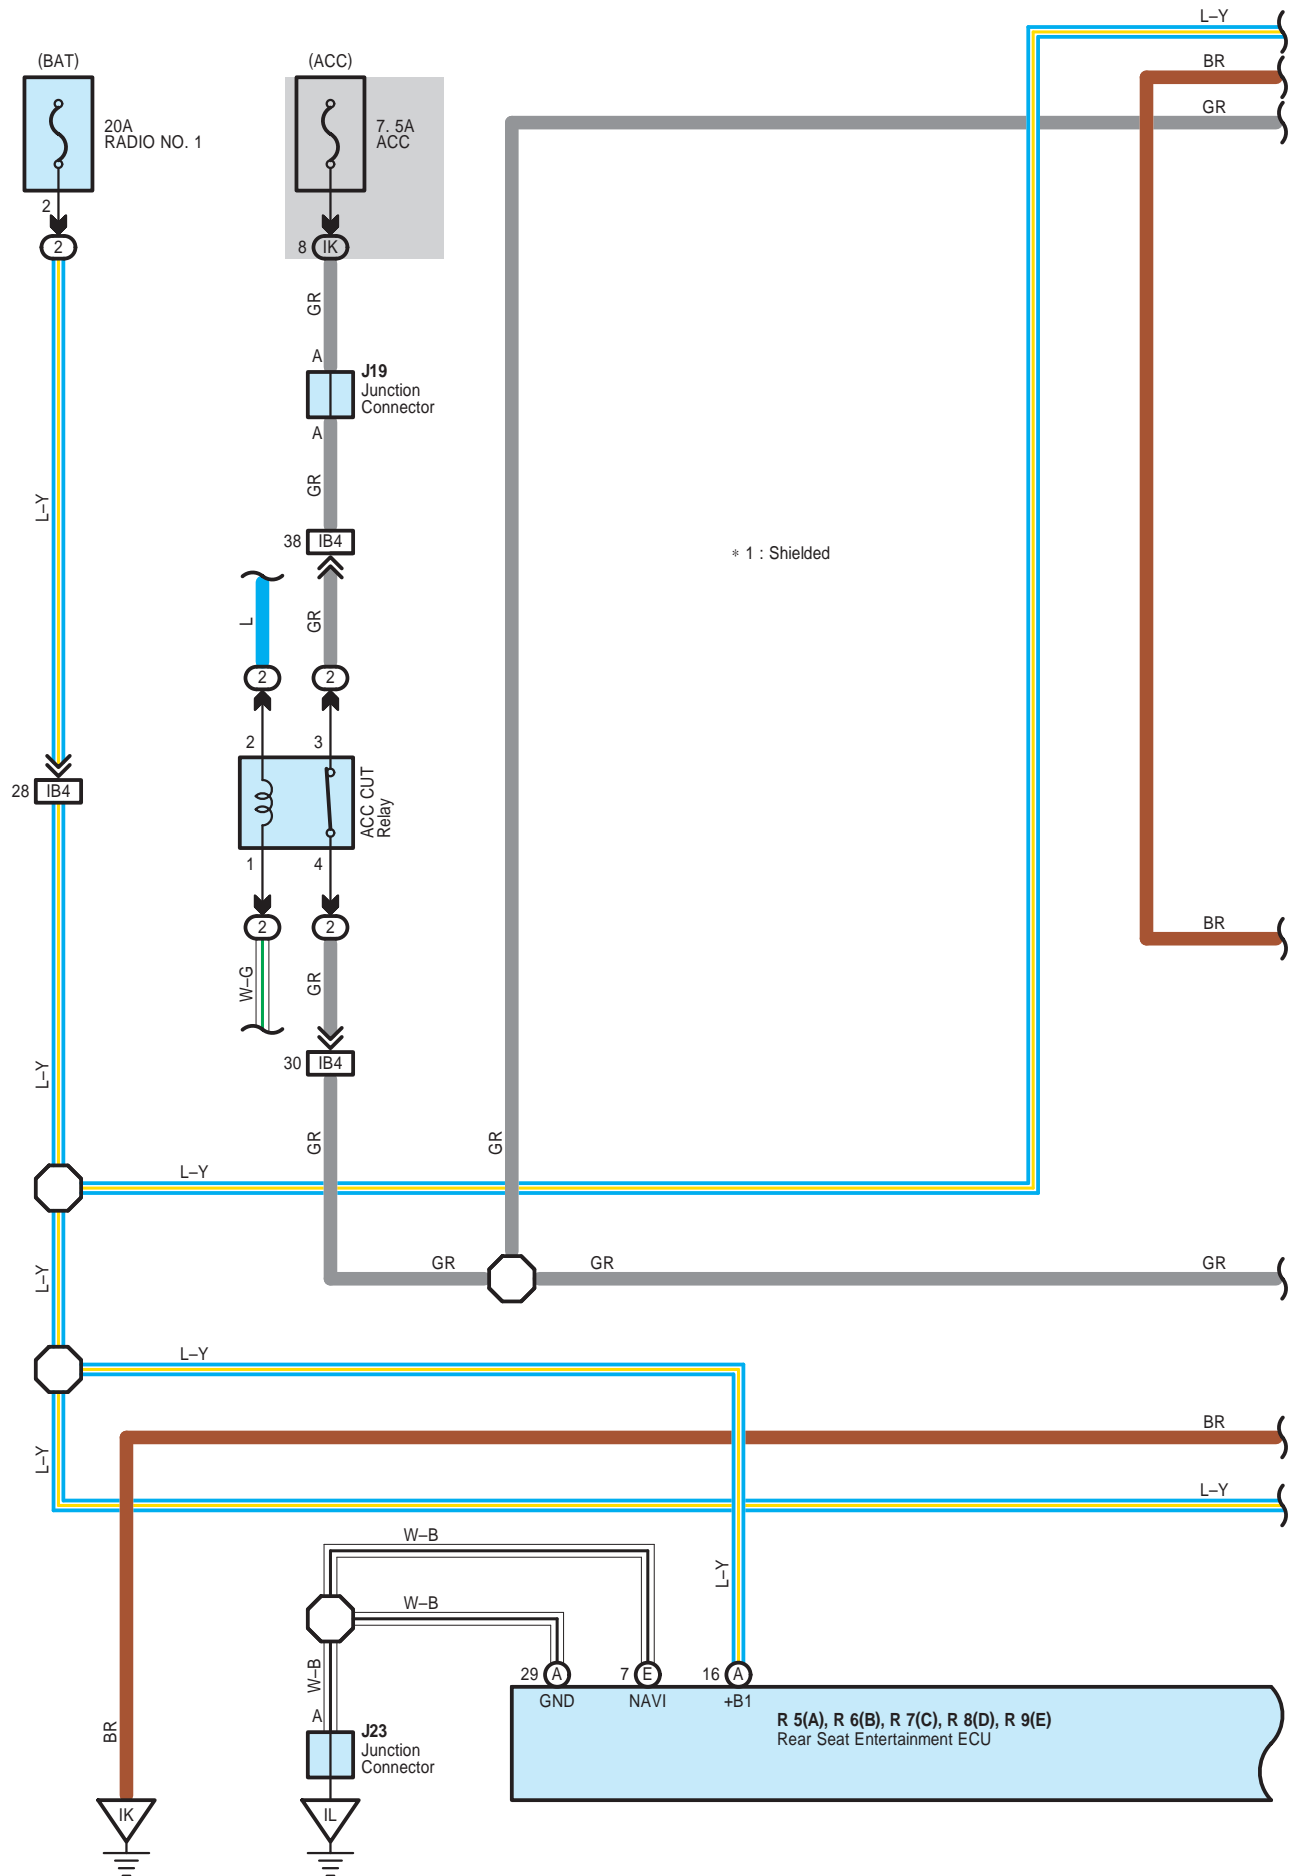 L–Y
BR
GR
(BAT)
20A
RADIO NO. 1
2
2
(ACC)
7. 5A
ACC
8
IK
GR
A
J19
Junction
Connector
A
GR
L–Y
38
IB4
∗ 1 : Shielded
L
GR
2
2
2
3
ACC CUT
Relay
28
IB4
1
4
2
2
W–G
GR
BR
30
IB4
L–Y
GR
GR
L–Y
L–Y
GR
GR
GR
L–Y
BR
L–Y
L–Y
W–B
W–B
L–Y
W–B
29
A
GND
7
E
NAVI
16
A
+B1
R 5(A), R 6(B), R 7(C), R 8(D), R 9(E)
Rear Seat Entertainment ECU
A
J23
Junction
Connector
BR
IK
IL